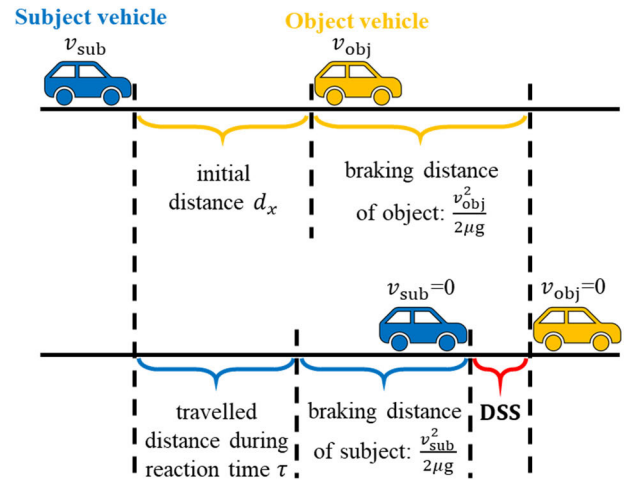 Subject vehicle
Object vehicle
v_sub
v_obj
initial
distance d_x
braking distance
of object: v_obj^2/2μg
v_sub=0
v_obj=0
travelled
distance during
reaction time τ
braking distance
of subject: v_sub^2/2μg
DSS